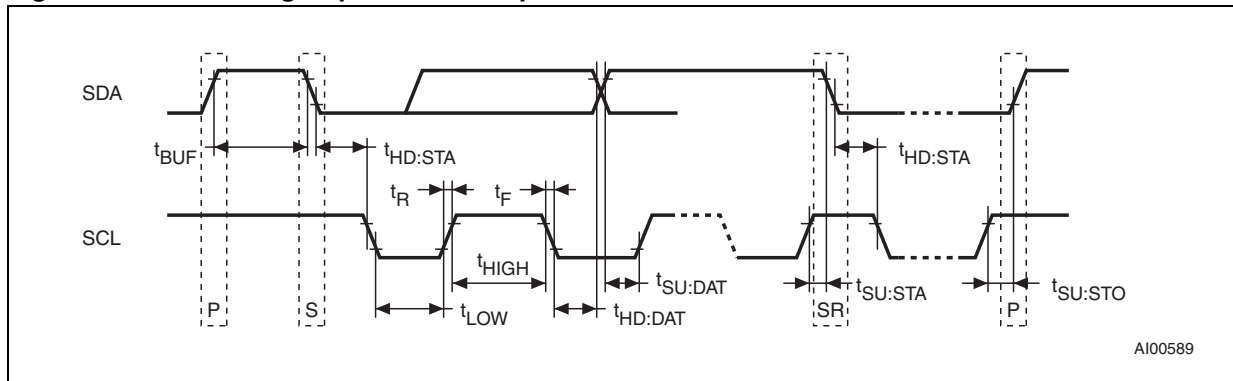 SDA
tBUF
tHD:STA
tHD:STA
tR
tF
SCL
tHIGH
tSU:DAT
tSU:STA
tSU:STO
P
S
tLOW
tHD:DAT
SR
P
AI00589